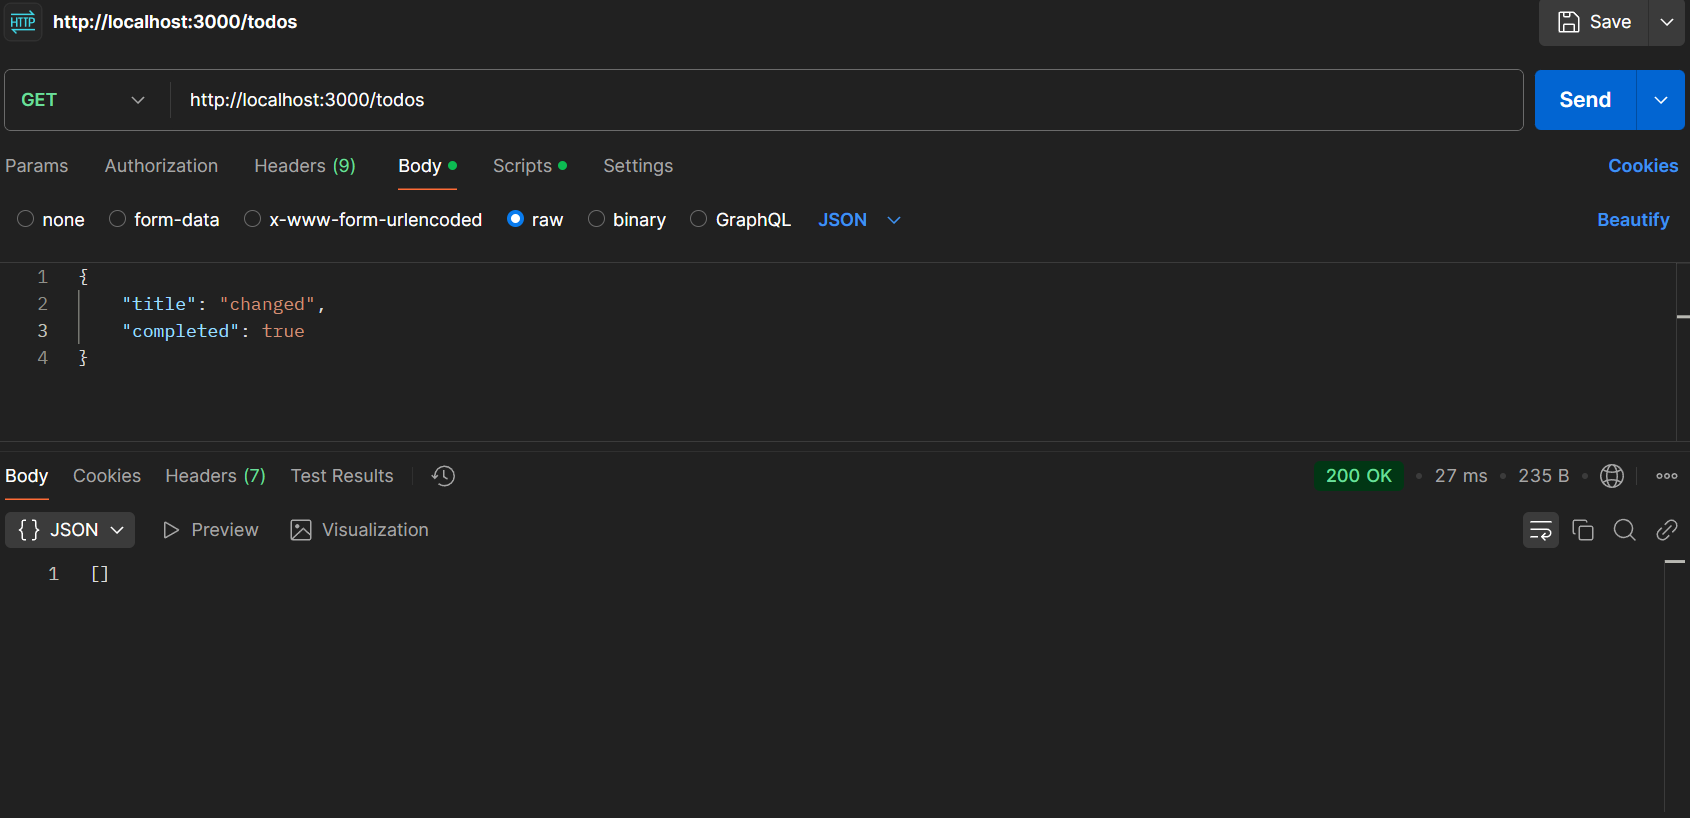 HTTP http://localhost:3000/todos Save
GET http://localhost:3000/todos Send
Params Authorization Headers (9) Body Scripts Settings Cookies
none form-data x-www-form-urlencoded raw binary GraphQL JSON Beautify
1 {
2 "title": "changed",
3 "completed": true
4 }
Body Cookies Headers (7) Test Results 200 OK • 27 ms • 235 B •
{} JSON Preview Visualization
1 []